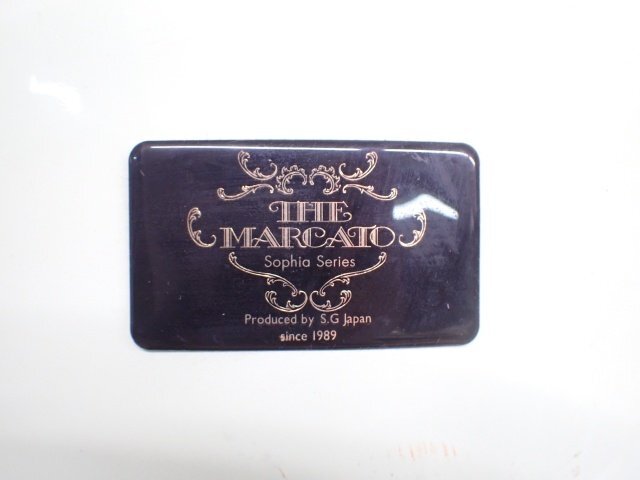 THE
MARCATO
Sophia Series
Produced by S.G Japan
since 1989